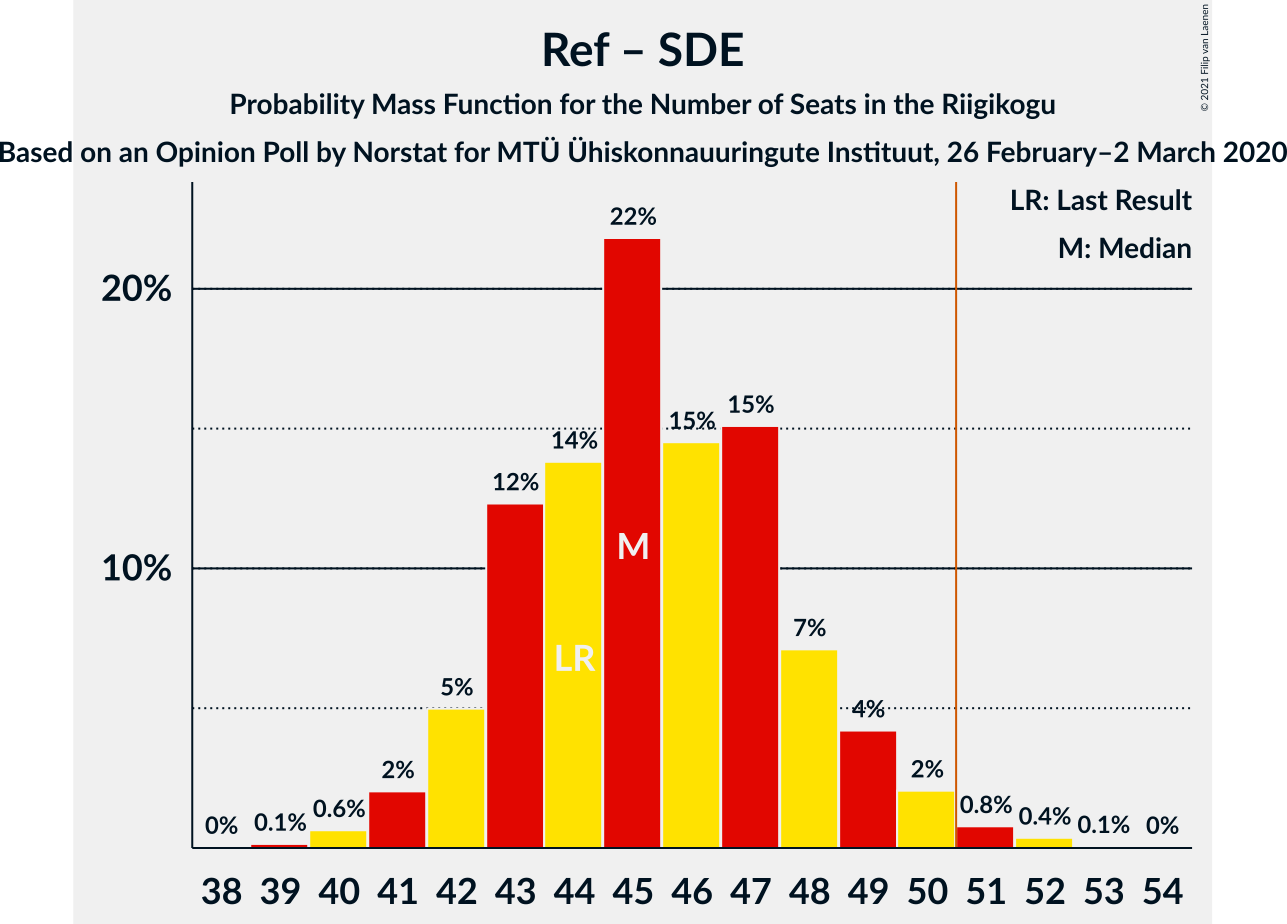 Ref – SDE
Probability Mass Function for the Number of Seats in the Riigikogu
Based on an Opinion Poll by Norstat for MTÜ Ühiskonnauuringute Instituut, 26 February–2 March 2020
© 2021 Filip van Laenen
LR: Last Result
M: Median
20%
10%
0% 0.1% 0.6% 2% 5% 12% 14% 22% 15% 15% 7% 4% 2% 0.8% 0.4% 0.1% 0%
LR M
38 39 40 41 42 43 44 45 46 47 48 49 50 51 52 53 54